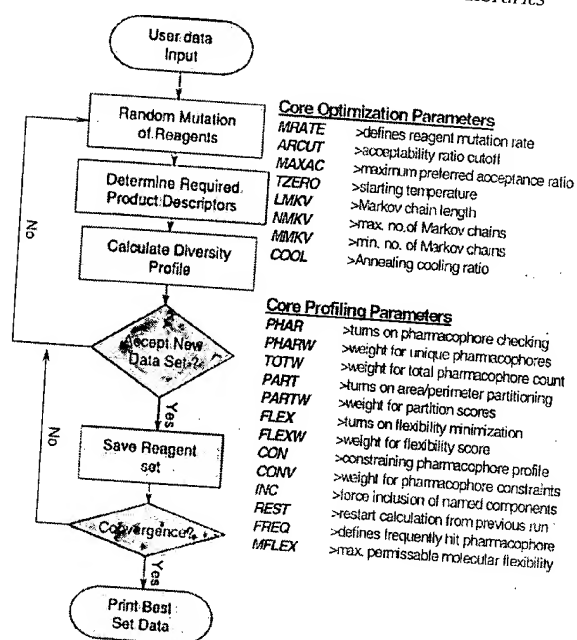 User data
Input
Random Mutation
of Reagents
Determine Required
Product Descriptors
Calculate Diversity
Profile
Accept New
Data Set?
No
Yes
Save Reagent
set
No
Convergence?
Yes
Print Best
Set Data
Core Optimization Parameters
MRATE >defines reagent mutation rate
ARCUT >acceptability ratio cutoff
MAXAC >maximum preferred acceptance ratio
TZERO >starting temperature
LMKV >Markov chain length
NMKV >max. no.of Markov chains
MMKV >min. no. of Markov chains
COOL >Annealing cooling ratio
Core Profiling Parameters
PHAR >turns on pharmacophore checking
PHARW >weight for unique pharmacophores
TOTW >weight for total pharmacophore count
PART >turns on area/perimeter partitioning
PARTW >weight for partition scores
FLEX >turns on flexibility minimization
FLEXW >weight for flexibility score
CON >constraining pharmacophore profile
CONV >weight for pharmacophore constraints
INC >force inclusion of named components
REST >restart calculation from previous run
FREQ >defines frequently hit pharmacophore
MFLEX >max. permissable molecular flexibility